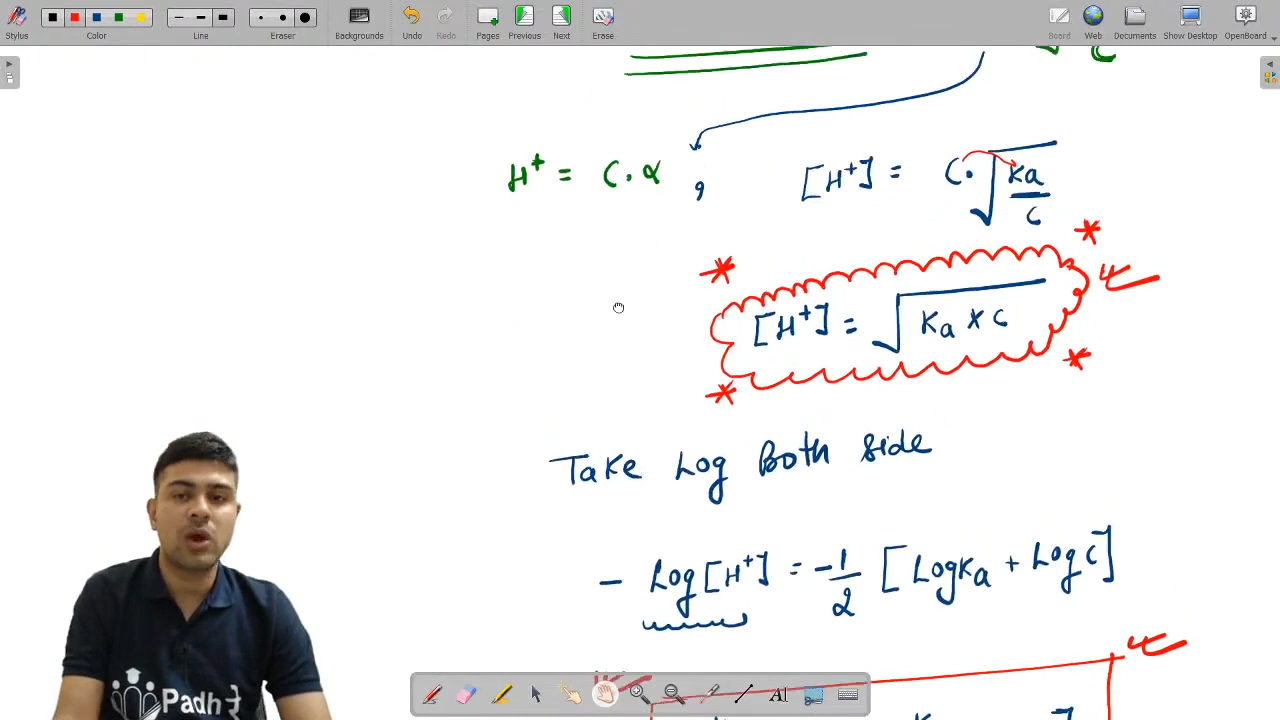 Stylus Color Line Eraser Backgrounds Undo Redo Pages Previous Next Erase Board Web Documents Show Desktop OpenBoard
C
H⁺ = C·α , [H⁺] = C·√(Ka/C)
[H⁺] = √(Ka × C)
Take Log Both side
- Log[H⁺] = -1/2 [LogKa + Log C]
Padh रे